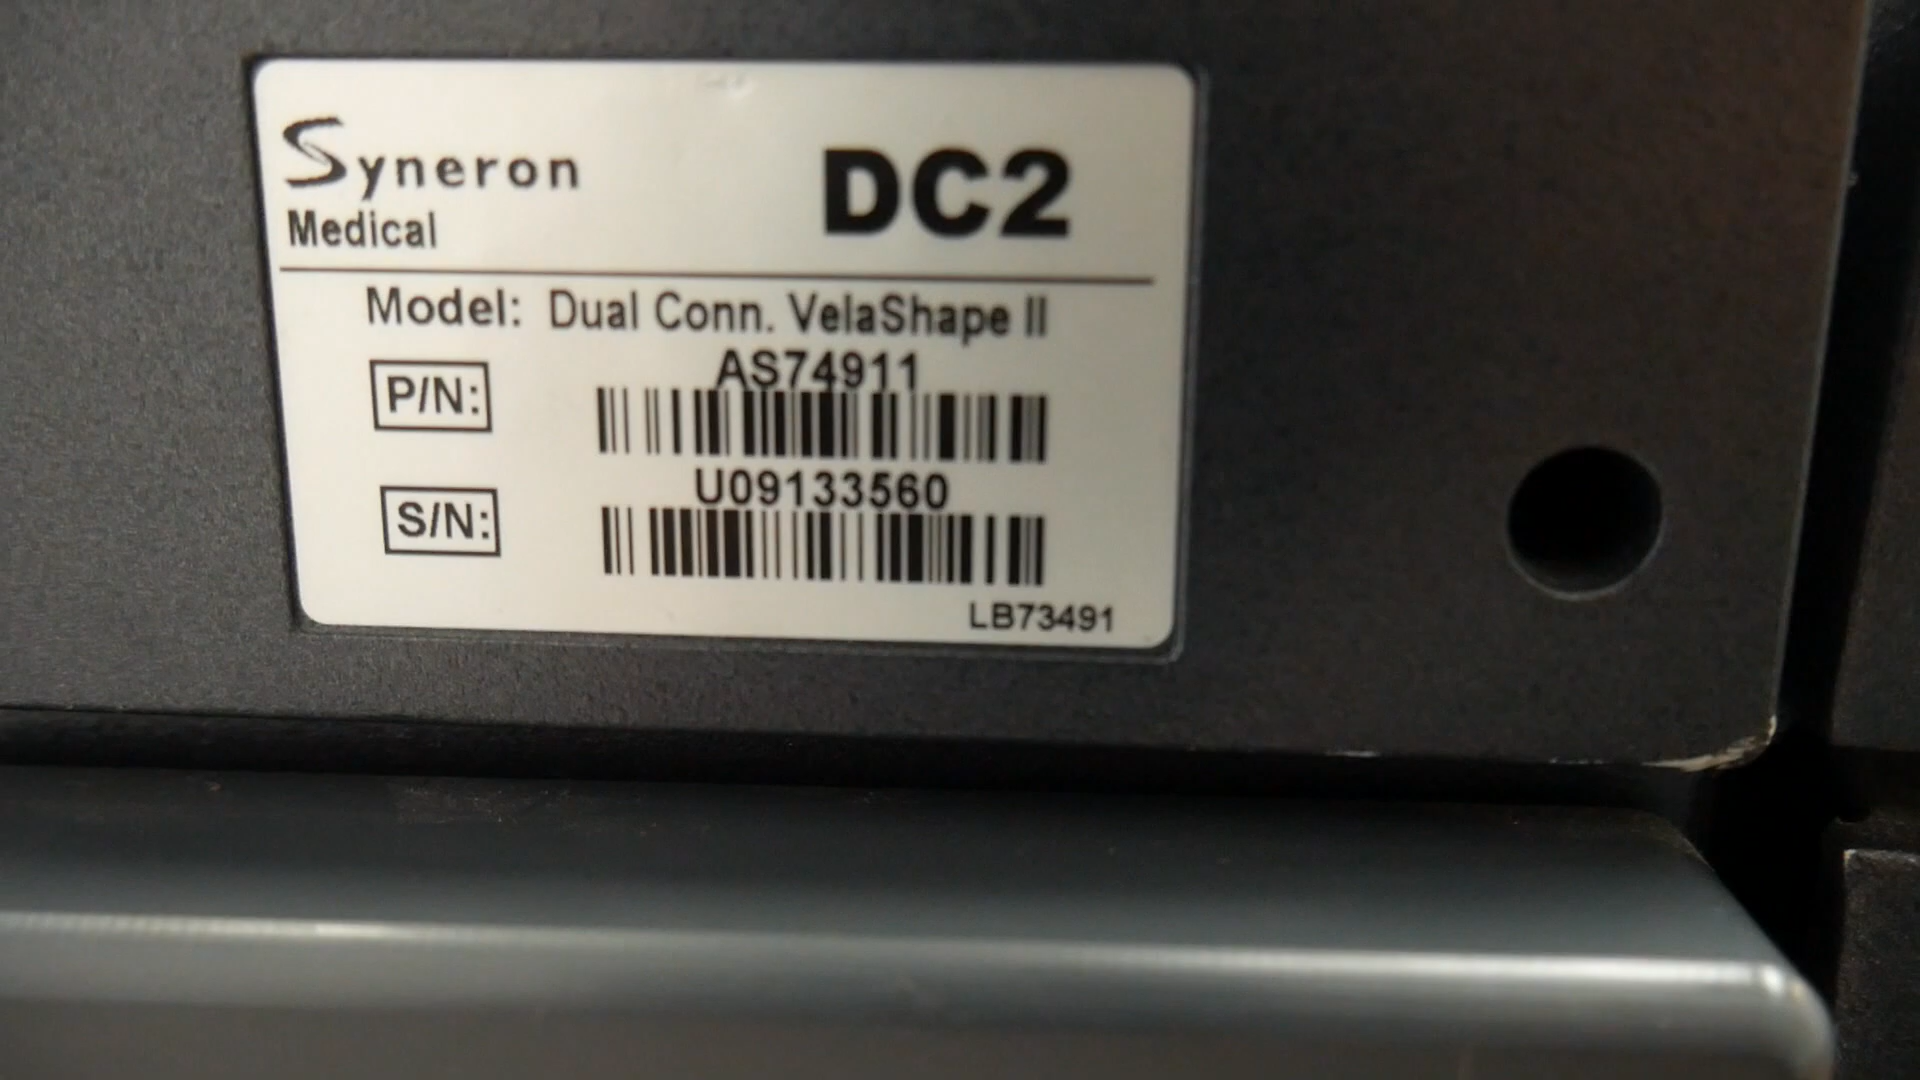 Syneron
Medical
DC2
Model: Dual Conn. VelaShape II
P/N: AS74911
S/N: U09133560
LB73491